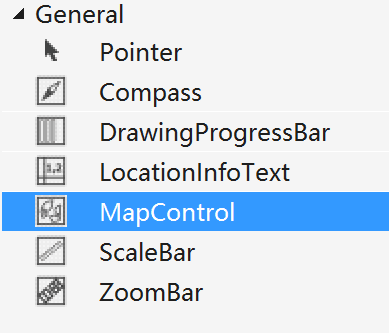 General
Pointer
Compass
DrawingProgressBar
LocationInfoText
MapControl
ScaleBar
ZoomBar